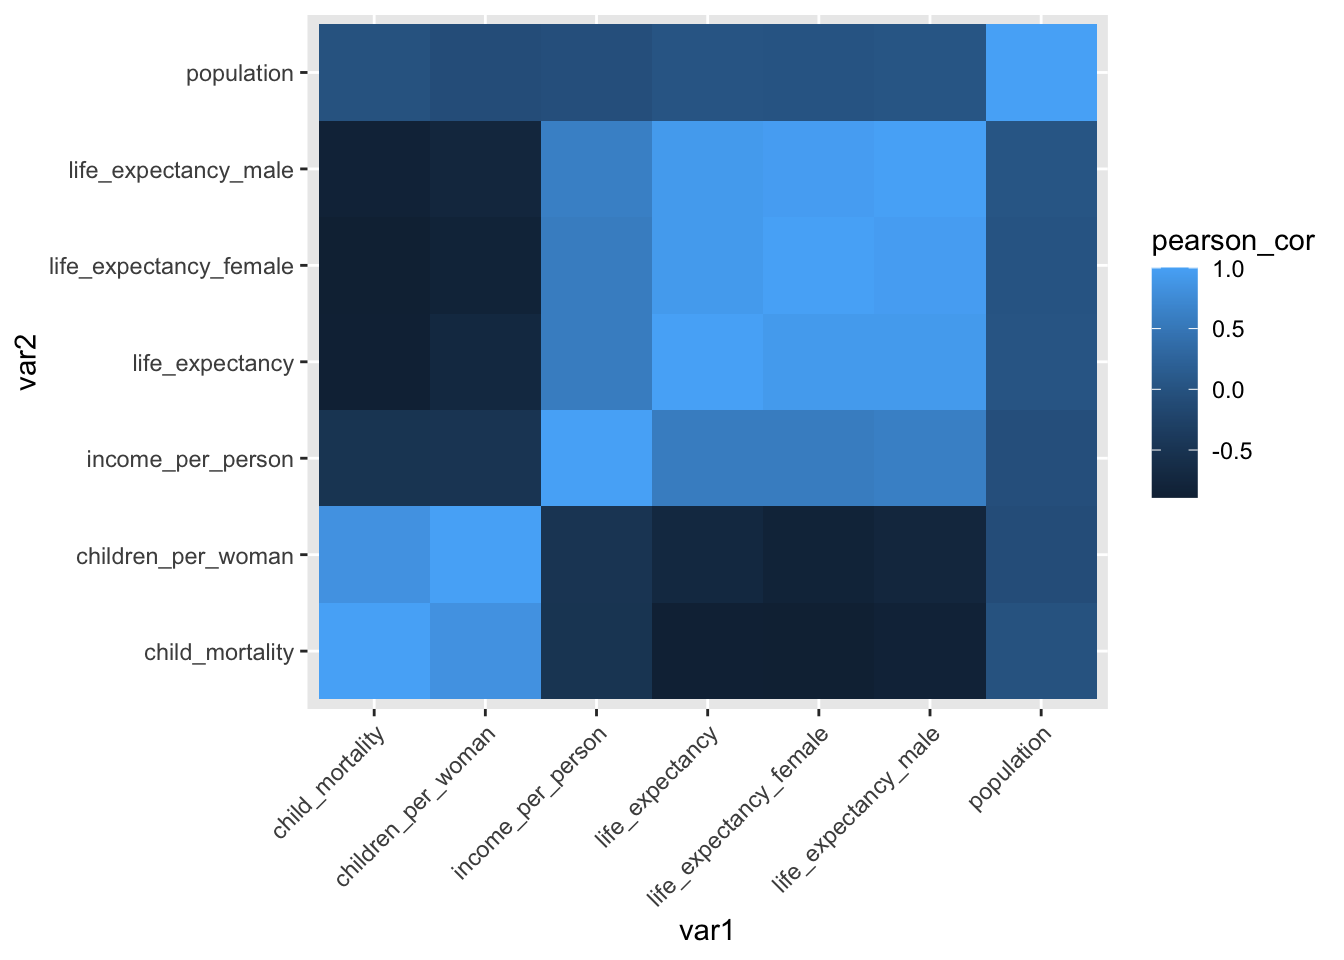 population
life_expectancy_male
life_expectancy_female
life_expectancy
income_per_person
children_per_woman
child_mortality
var2
child_mortality
children_per_woman
income_per_person
life_expectancy
life_expectancy_female
life_expectancy_male
population
var1
pearson_cor
1.0
0.5
0.0
-0.5